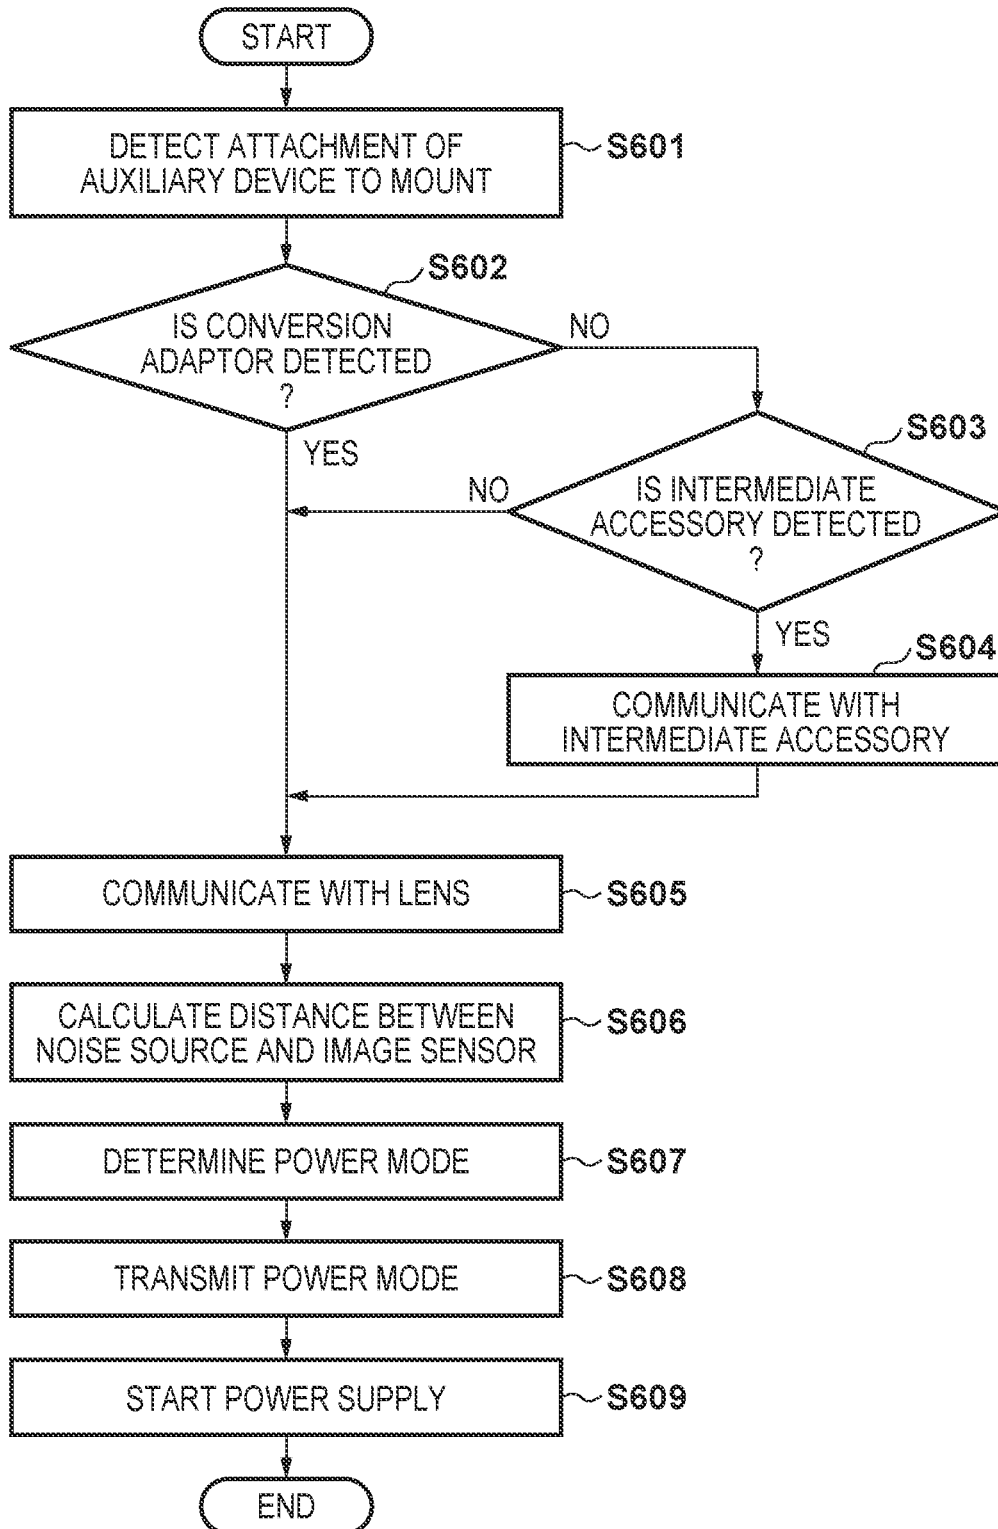 START
DETECT ATTACHMENT OF
AUXILIARY DEVICE TO MOUNT
S601
S602
IS CONVERSION
ADAPTOR DETECTED
?
NO
YES
S603
IS INTERMEDIATE
ACCESSORY DETECTED
?
NO
YES
S604
COMMUNICATE WITH
INTERMEDIATE ACCESSORY
COMMUNICATE WITH LENS
S605
CALCULATE DISTANCE BETWEEN
NOISE SOURCE AND IMAGE SENSOR
S606
DETERMINE POWER MODE
S607
TRANSMIT POWER MODE
S608
START POWER SUPPLY
S609
END